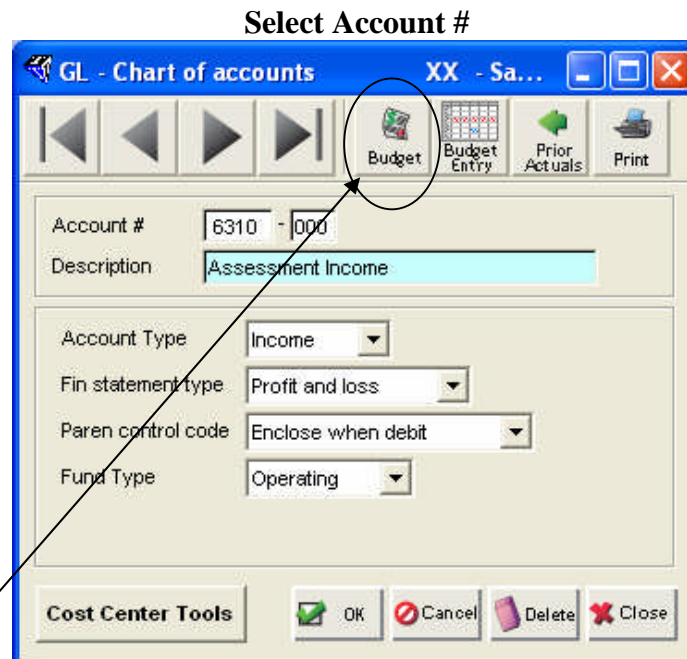 Select Account #
GL - Chart of accounts XX - Sa...
Budget
Budget Entry
Prior Actuals
Print
Account # 6310 - 000
Description Assessment Income
Account Type Income
Fin statement type Profit and loss
Paren control code Enclose when debit
Fund Type Operating
Cost Center Tools OK Cancel Delete Close